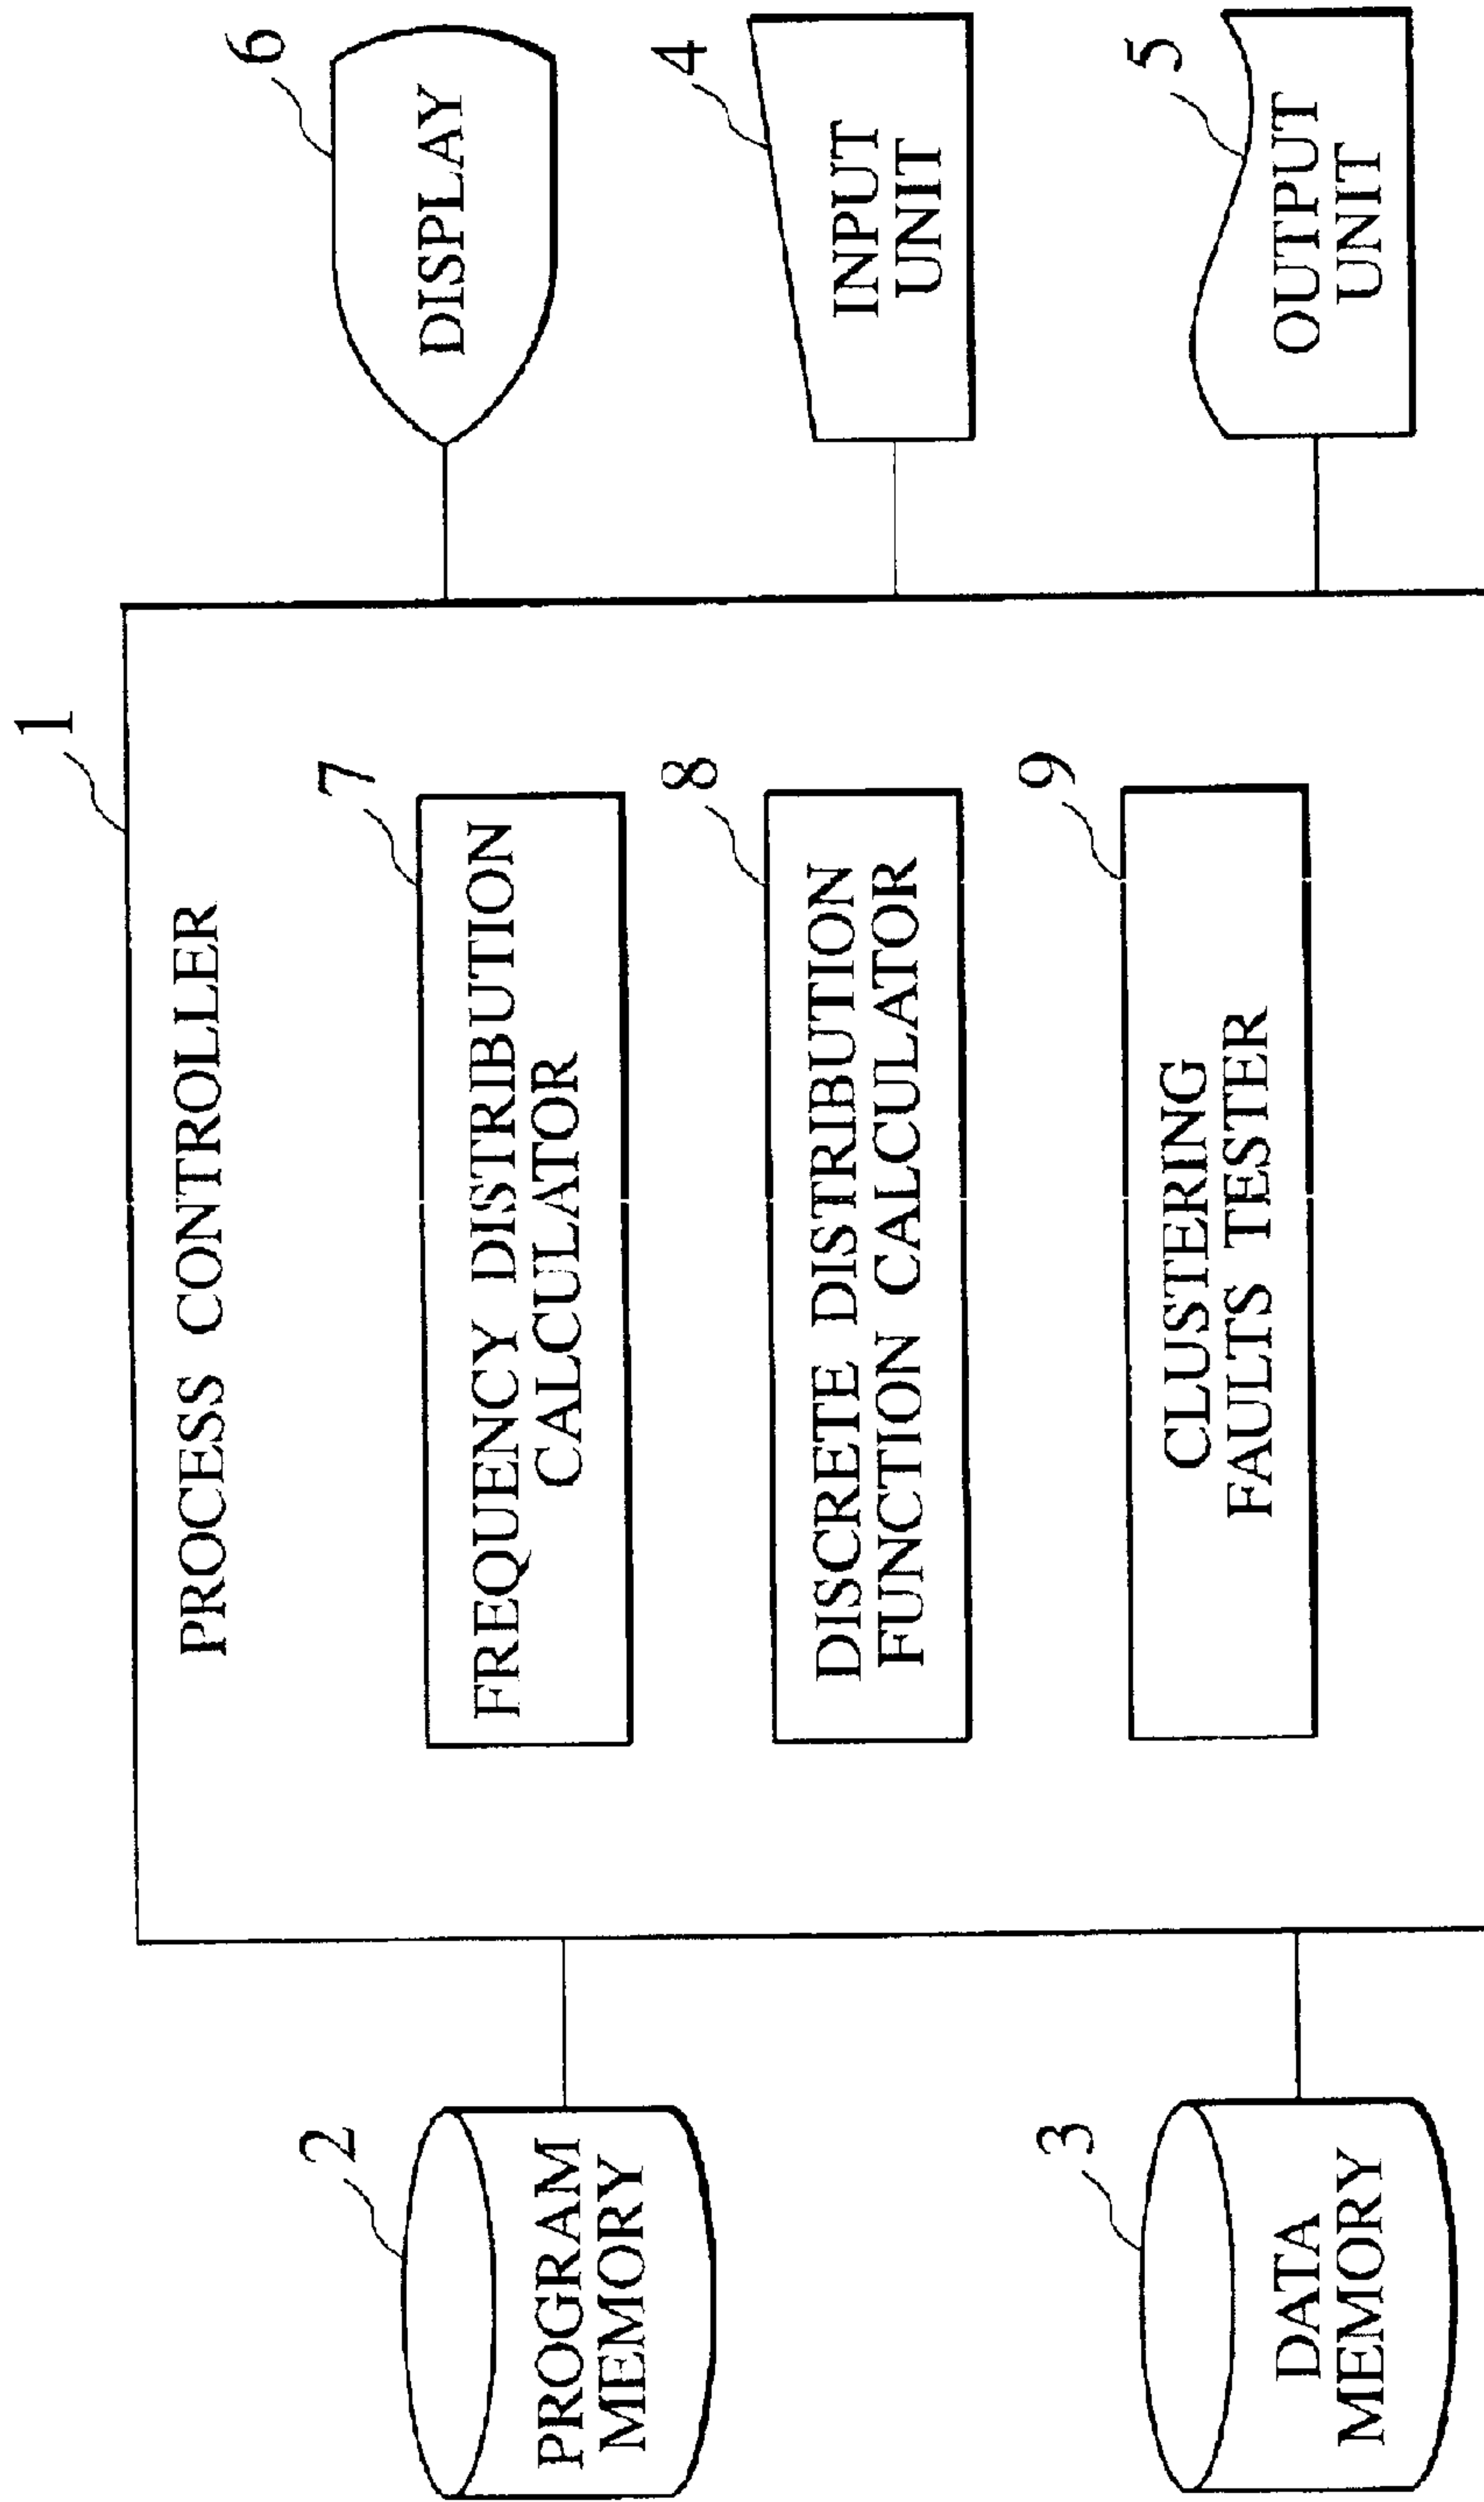 1
PROCESS CONTROLLER
2
PROGRAM
MEMORY
7
FREQUENCY DISTRIBUTION
CALCULATOR
6
DISPLAY
8
DISCRETE DISTRIBUTION
FUNCTION CALCULATOR
4
INPUT
UNIT
3
DATA
MEMORY
9
CLUSTERING
FAULTS TESTER
5
OUTPUT
UNIT